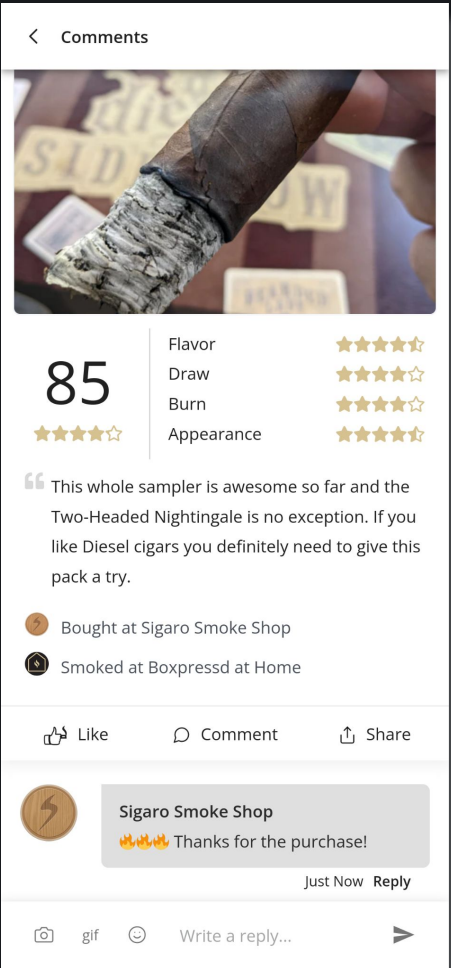 Comments
die
SID
OW
85
Flavor
Draw
Burn
Appearance
This whole sampler is awesome so far and the
Two-Headed Nightingale is no exception. If you
like Diesel cigars you definitely need to give this
pack a try.
Bought at Sigaro Smoke Shop
Smoked at Boxpressd at Home
Like Comment Share
Sigaro Smoke Shop
🔥🔥🔥 Thanks for the purchase!
Just Now Reply
gif Write a reply...